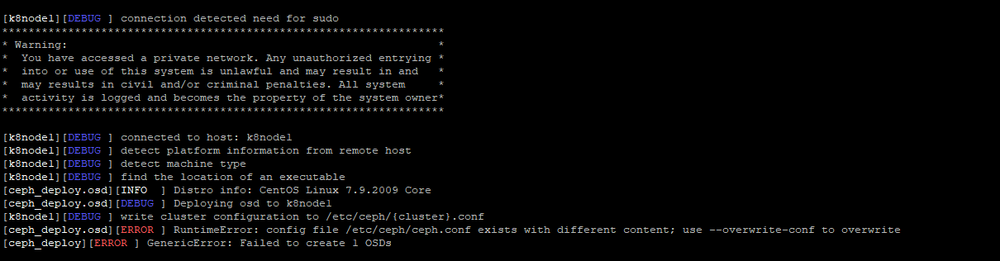 [k8node1][DEBUG ] connection detected need for sudo
*******************************************************************
* Warning:                                                        *
*  You have accessed a private network. Any unauthorized entrying *
*  into or use of this system is unlawful and may result in and   *
*  may results in civil and/or criminal penalties. All system     *
*  activity is logged and becomes the property of the system owner*
*******************************************************************
[k8node1][DEBUG ] connected to host: k8node1
[k8node1][DEBUG ] detect platform information from remote host
[k8node1][DEBUG ] detect machine type
[k8node1][DEBUG ] find the location of an executable
[ceph_deploy.osd][INFO  ] Distro info: CentOS Linux 7.9.2009 Core
[ceph_deploy.osd][DEBUG ] Deploying osd to k8node1
[k8node1][DEBUG ] write cluster configuration to /etc/ceph/{cluster}.conf
[ceph_deploy.osd][ERROR ] RuntimeError: config file /etc/ceph/ceph.conf exists with different content; use --overwrite-conf to overwrite
[ceph_deploy][ERROR ] GenericError: Failed to create 1 OSDs